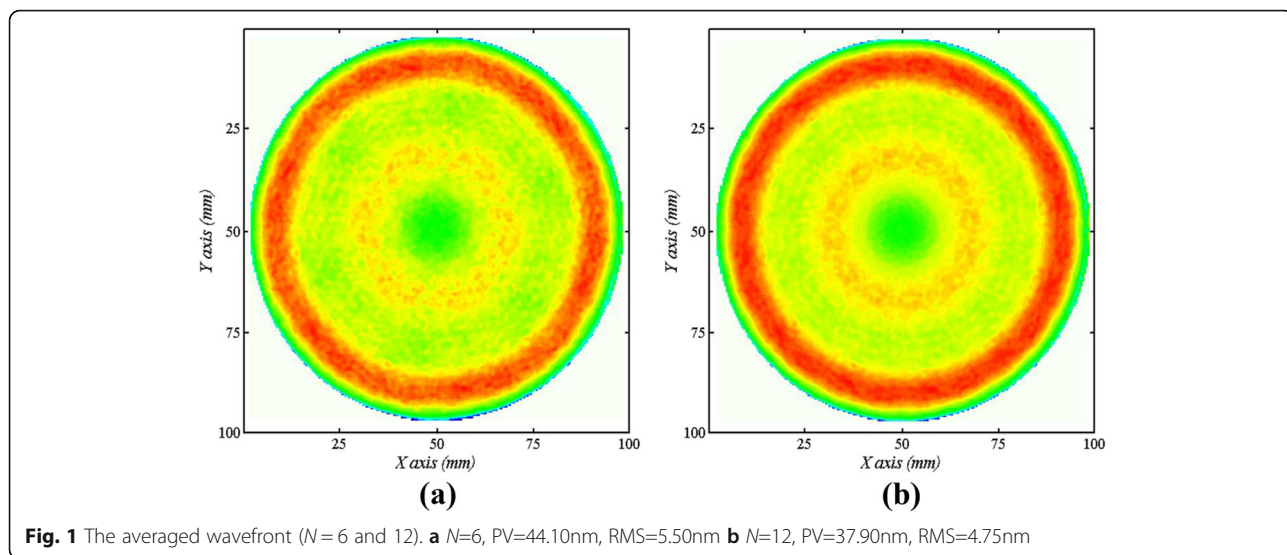 25
50
75
100
Y axis (mm)
25
50
75
100
X axis (mm)
(a)
25
50
75
100
Y axis (mm)
25
50
75
100
X axis (mm)
(b)
Fig. 1 The averaged wavefront (N = 6 and 12). a N=6, PV=44.10nm, RMS=5.50nm b N=12, PV=37.90nm, RMS=4.75nm